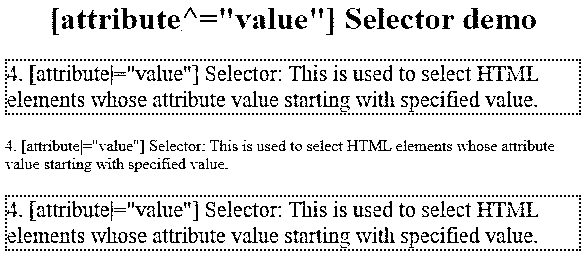 [attribute^="value"] Selector demo
4. [attribute|="value"] Selector: This is used to select HTML
elements whose attribute value starting with specified value.
4. [attribute|="value"] Selector: This is used to select HTML elements whose attribute
value starting with specified value.
4. [attribute|="value"] Selector: This is used to select HTML
elements whose attribute value starting with specified value.